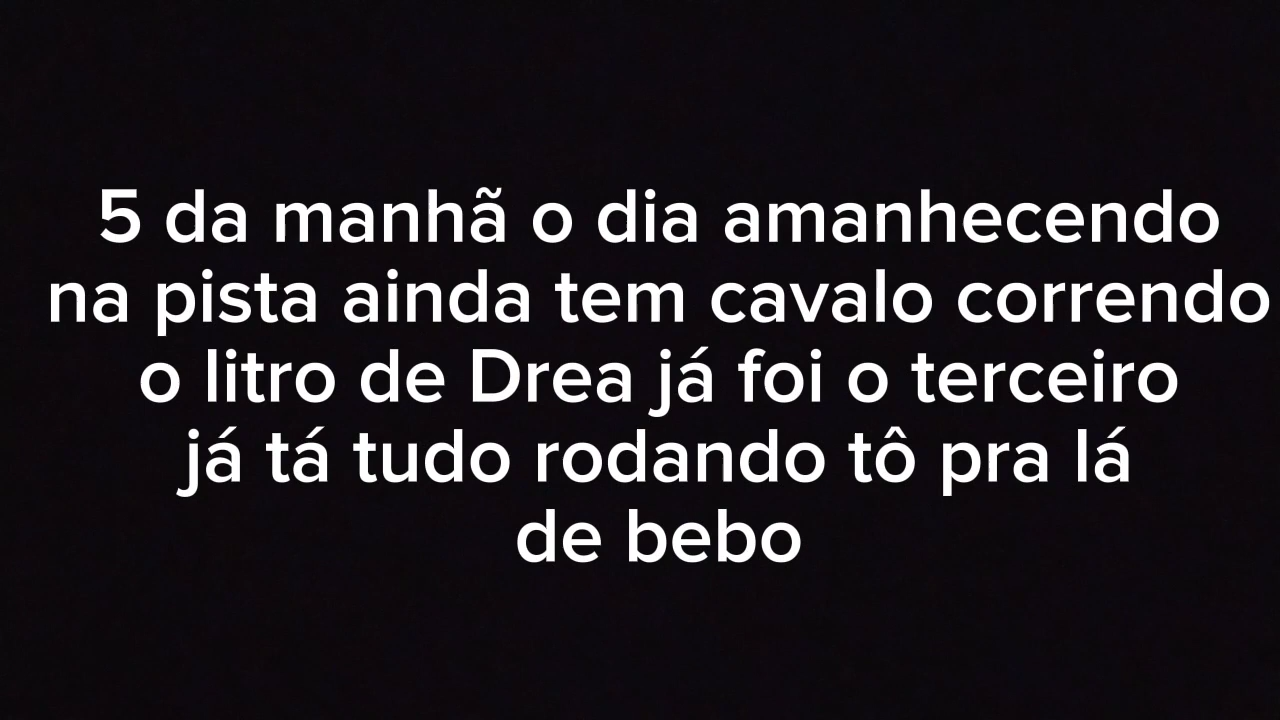 5 da manhã o dia amanhecendo
na pista ainda tem cavalo correndo
o litro de Drea já foi o terceiro
já tá tudo rodando tô pra lá
de bebo